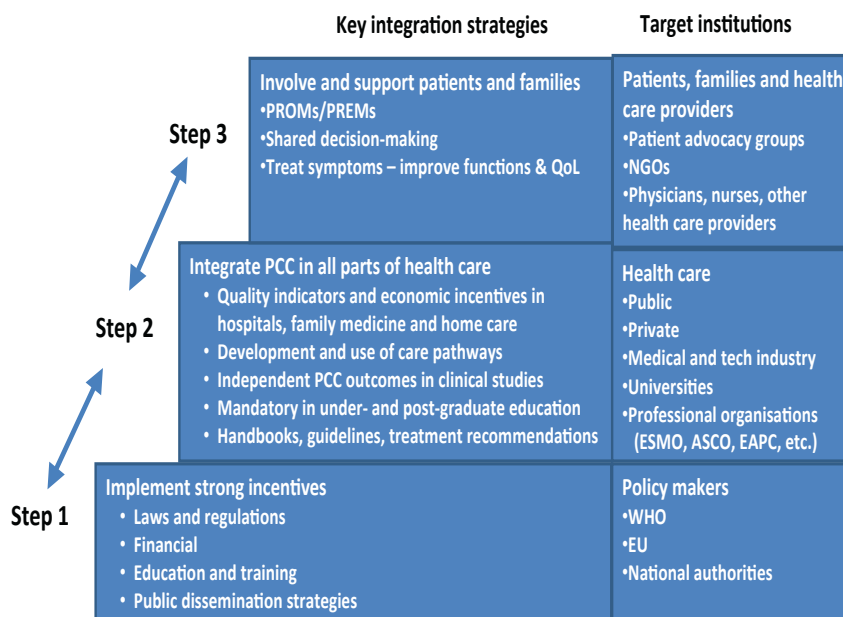 Key integration strategies
Target institutions
Step 3
Involve and support patients and families
•PROMs/PREMs
•Shared decision-making
•Treat symptoms – improve functions & QoL
Patients, families and health
care providers
•Patient advocacy groups
•NGOs
•Physicians, nurses, other
health care providers
Step 2
Integrate PCC in all parts of health care
• Quality indicators and economic incentives in
hospitals, family medicine and home care
• Development and use of care pathways
• Independent PCC outcomes in clinical studies
• Mandatory in under- and post-graduate education
• Handbooks, guidelines, treatment recommendations
Health care
•Public
•Private
•Medical and tech industry
•Universities
•Professional organisations
(ESMO, ASCO, EAPC, etc.)
Step 1
Implement strong incentives
• Laws and regulations
• Financial
• Education and training
• Public dissemination strategies
Policy makers
•WHO
•EU
•National authorities